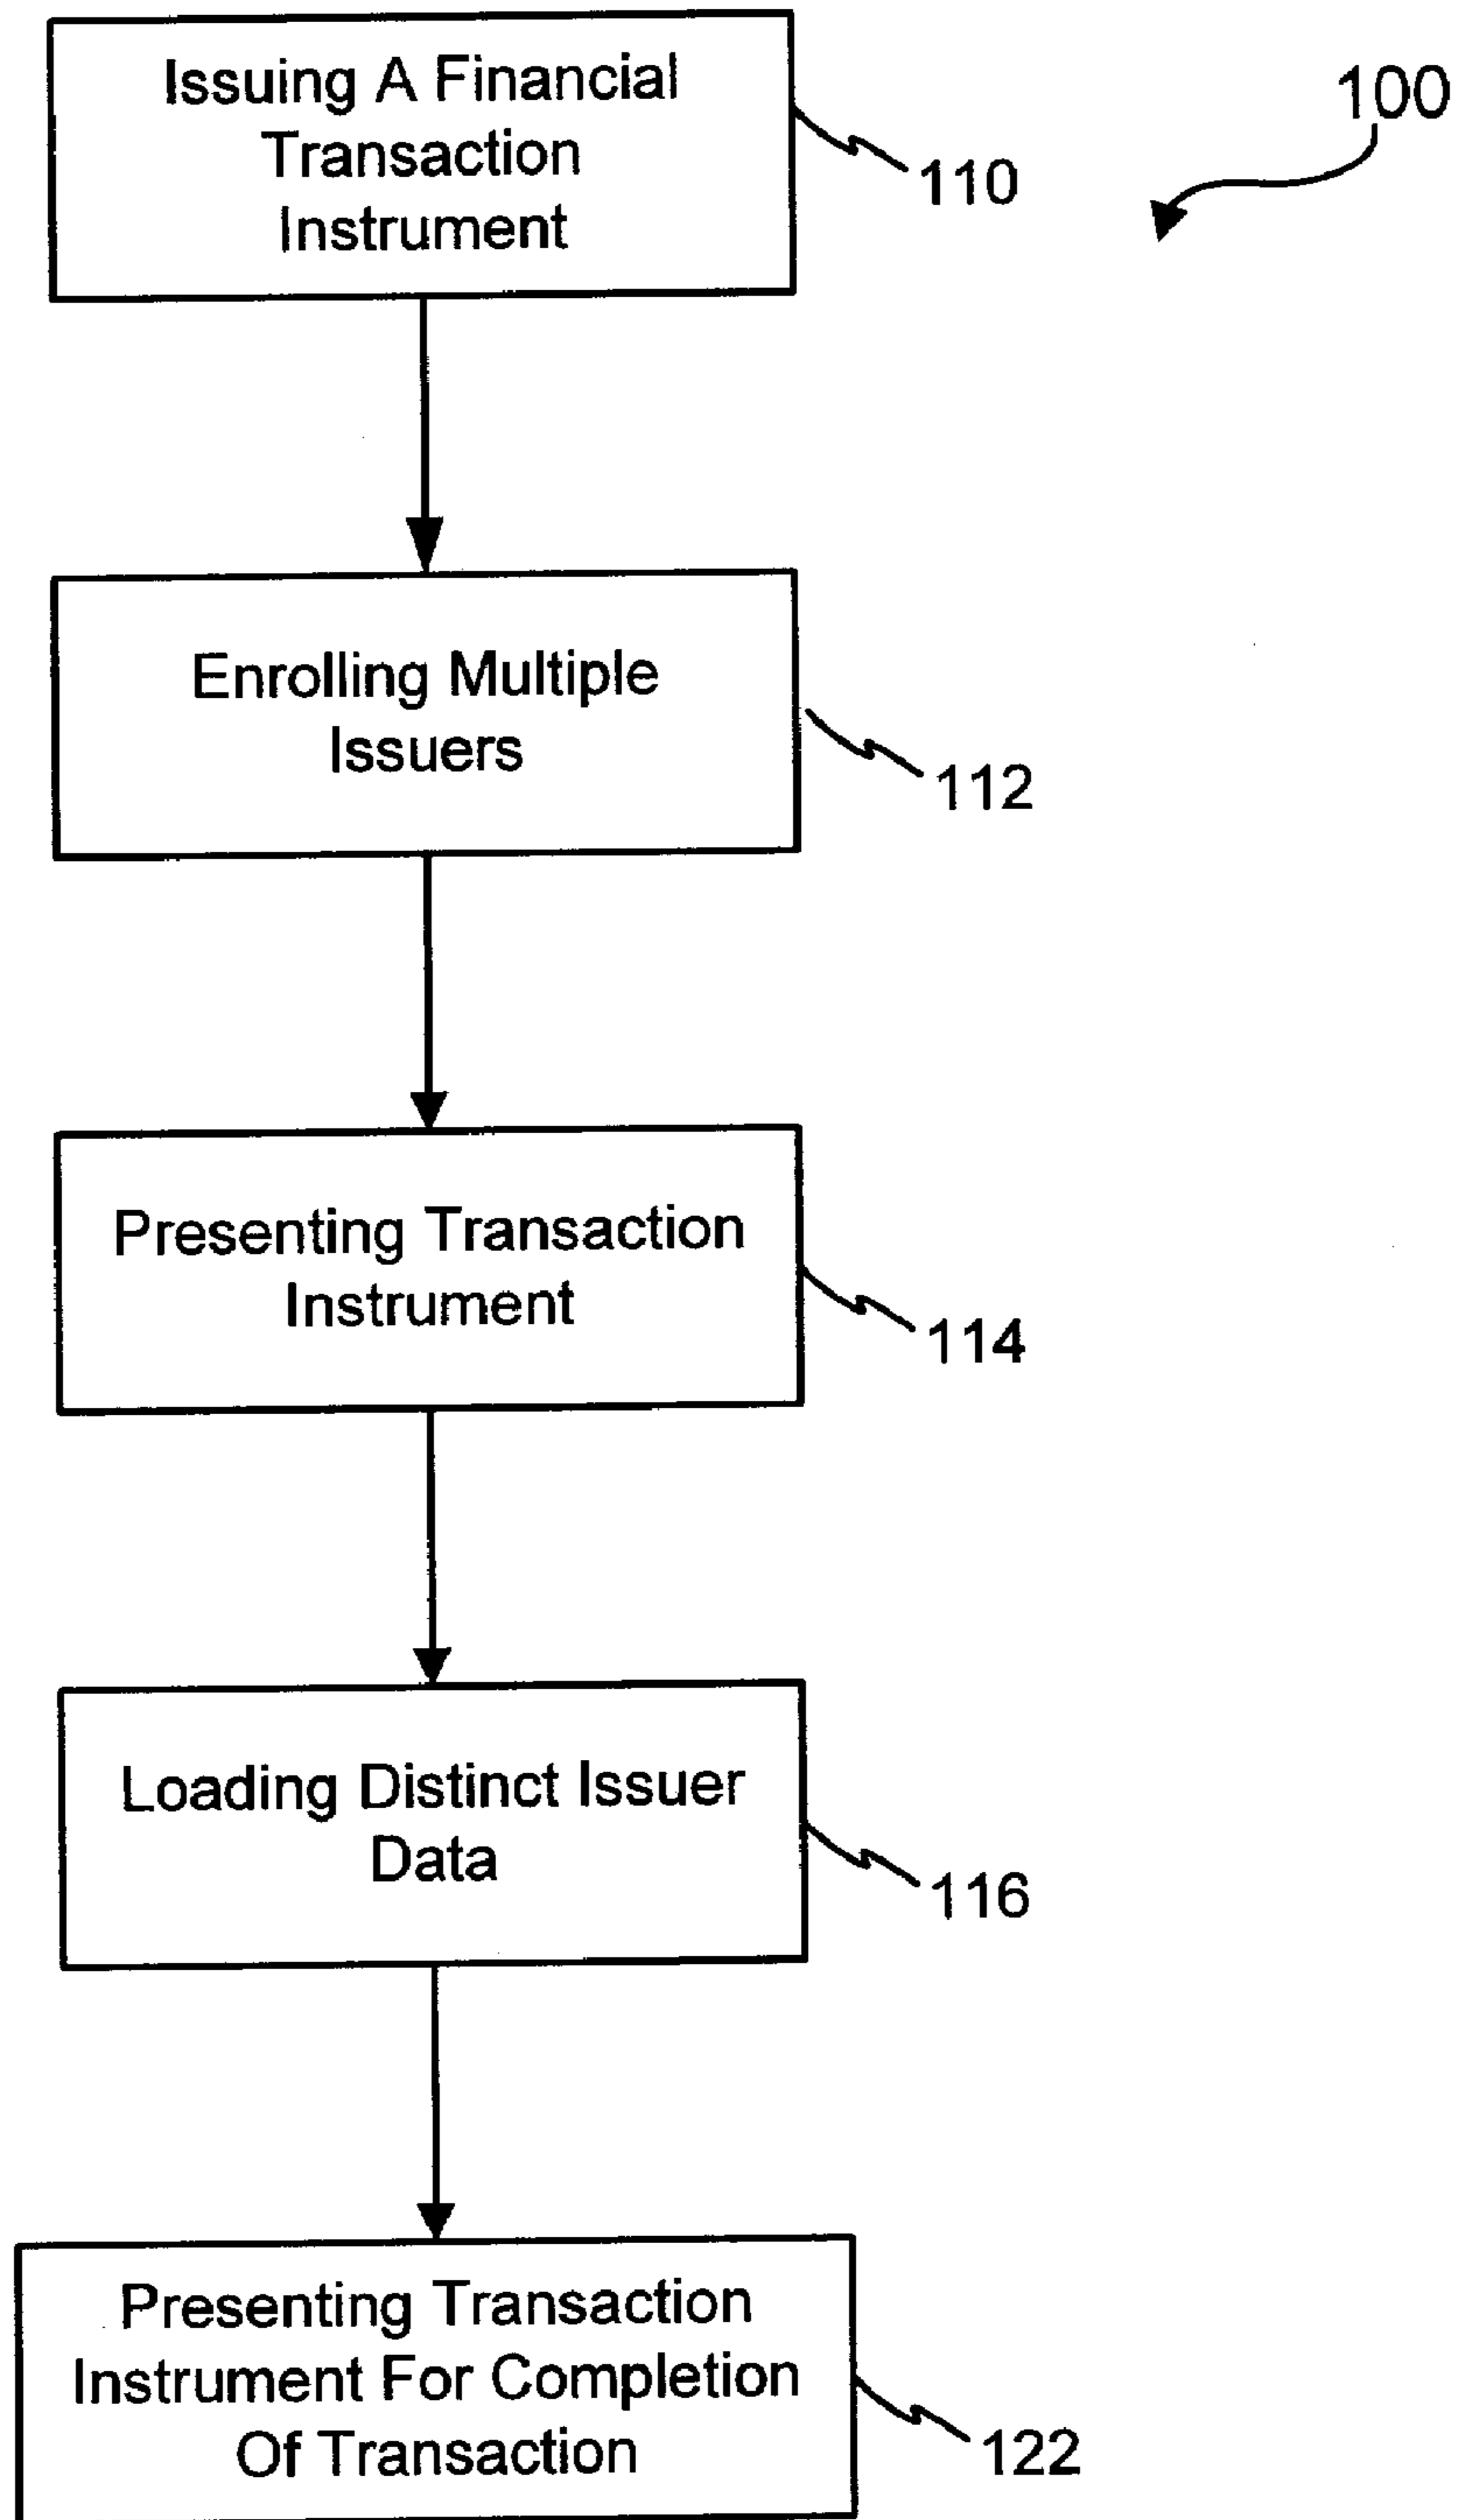 Issuing A Financial
Transaction
Instrument
110
100
Enrolling Multiple
Issuers
112
Presenting Transaction
Instrument
114
Loading Distinct Issuer
Data
116
Presenting Transaction
Instrument For Completion
Of Transaction
122